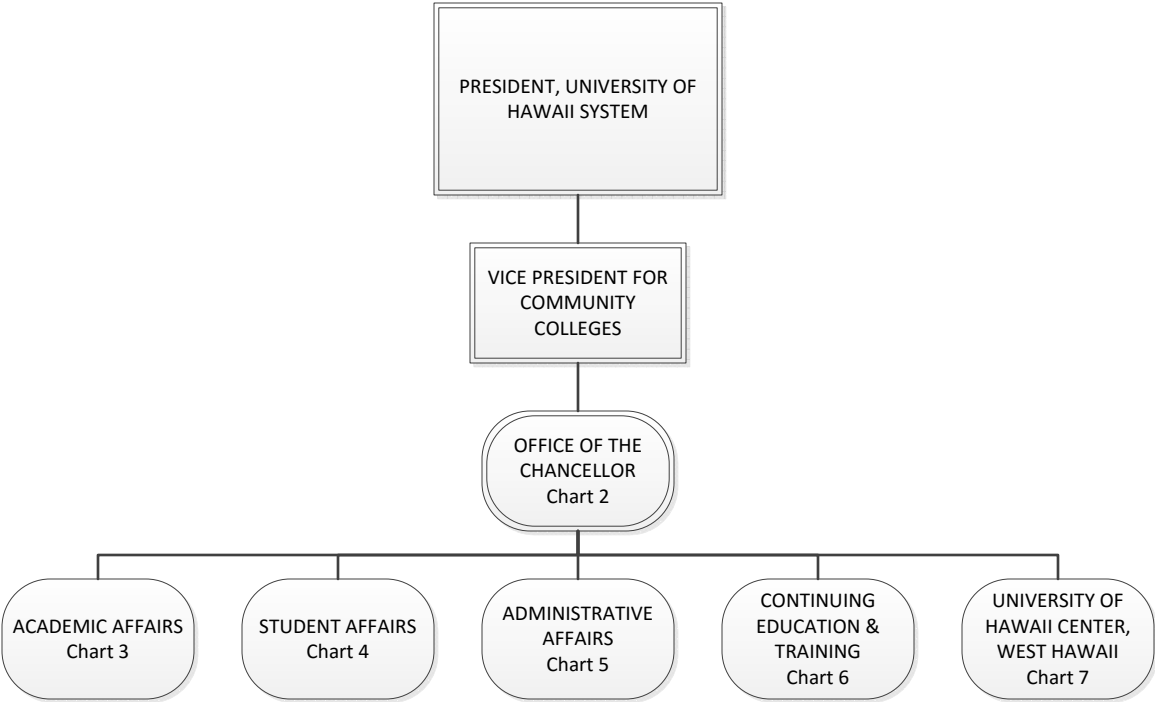 PRESIDENT, UNIVERSITY OF
HAWAII SYSTEM
VICE PRESIDENT FOR
COMMUNITY
COLLEGES
OFFICE OF THE
CHANCELLOR
Chart 2
ACADEMIC AFFAIRS
Chart 3
STUDENT AFFAIRS
Chart 4
ADMINISTRATIVE
AFFAIRS
Chart 5
CONTINUING
EDUCATION &
TRAINING
Chart 6
UNIVERSITY OF
HAWAII CENTER,
WEST HAWAII
Chart 7